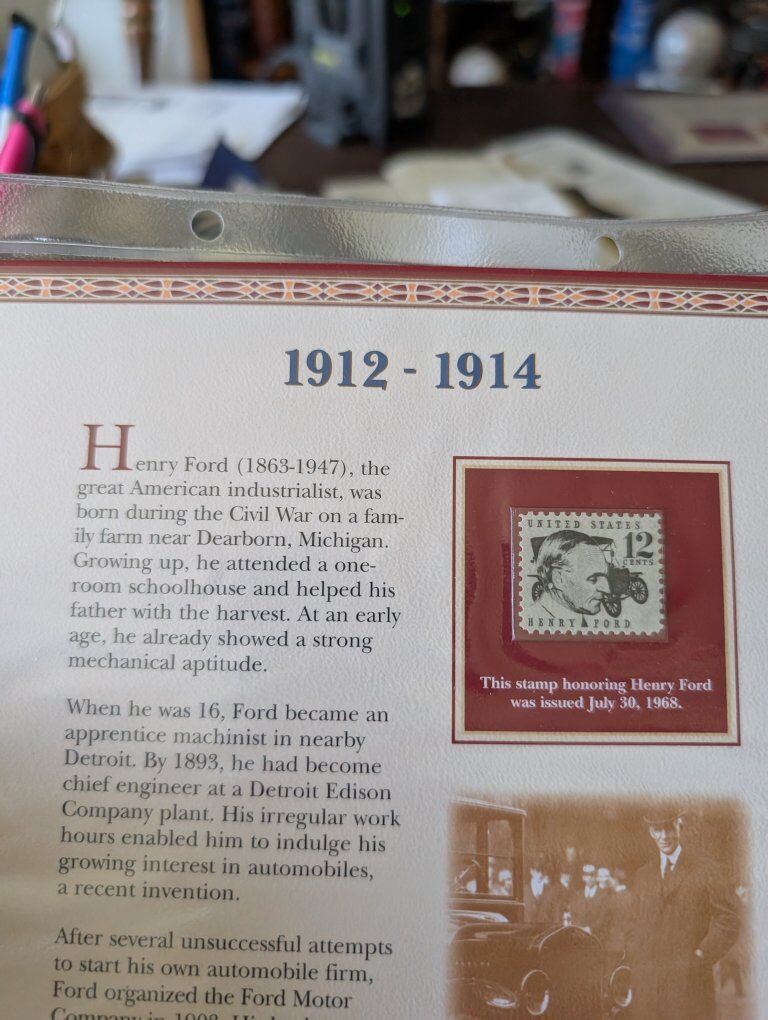 1912 - 1914
Henry Ford (1863-1947), the
great American industrialist, was
born during the Civil War on a fam-
ily farm near Dearborn, Michigan.
Growing up, he attended a one-
room schoolhouse and helped his
father with the harvest. At an early
age, he already showed a strong
mechanical aptitude.
When he was 16, Ford became an
apprentice machinist in nearby
Detroit. By 1893, he had become
chief engineer at a Detroit Edison
Company plant. His irregular work
hours enabled him to indulge his
growing interest in automobiles,
a recent invention.
After several unsuccessful attempts
to start his own automobile firm,
Ford organized the Ford Motor
Company in
UNITED STATES
12
CENTS
HENRY FORD
This stamp honoring Henry Ford
was issued July 30, 1968.